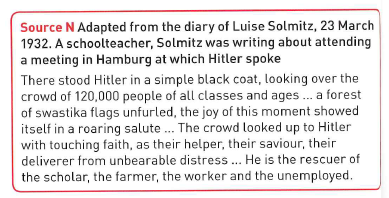 Source N Adapted from the diary of Luise Solmitz, 23 March
1932. A schoolteacher, Solmitz was writing about attending
a meeting in Hamburg at which Hitler spoke
There stood Hitler in a simple black coat, looking over the
crowd of 120,000 people of all classes and ages ... a forest
of swastika flags unfurled, the joy of this moment showed
itself in a roaring salute ... The crowd looked up to Hitler
with touching faith, as their helper, their saviour, their
deliverer from unbearable distress ... He is the rescuer of
the scholar, the farmer, the worker and the unemployed.